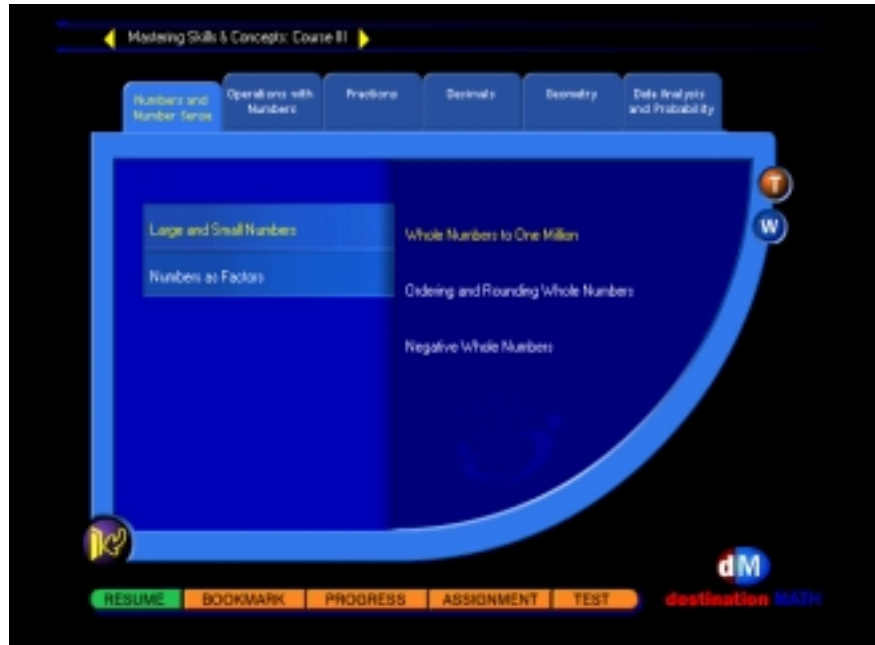 Mastering Skills & Concepts: Course III
Numbers and
Number Sense
Operations with
Numbers
Fractions
Decimals
Geometry
Data Analysis
and Probability
T
W
Large and Small Numbers
Numbers as Factors
Whole Numbers to One Million
Ordering and Rounding Whole Numbers
Negative Whole Numbers
dM
destination MATH
RESUME
BOOKMARK
PROGRESS
ASSIGNMENT
TEST